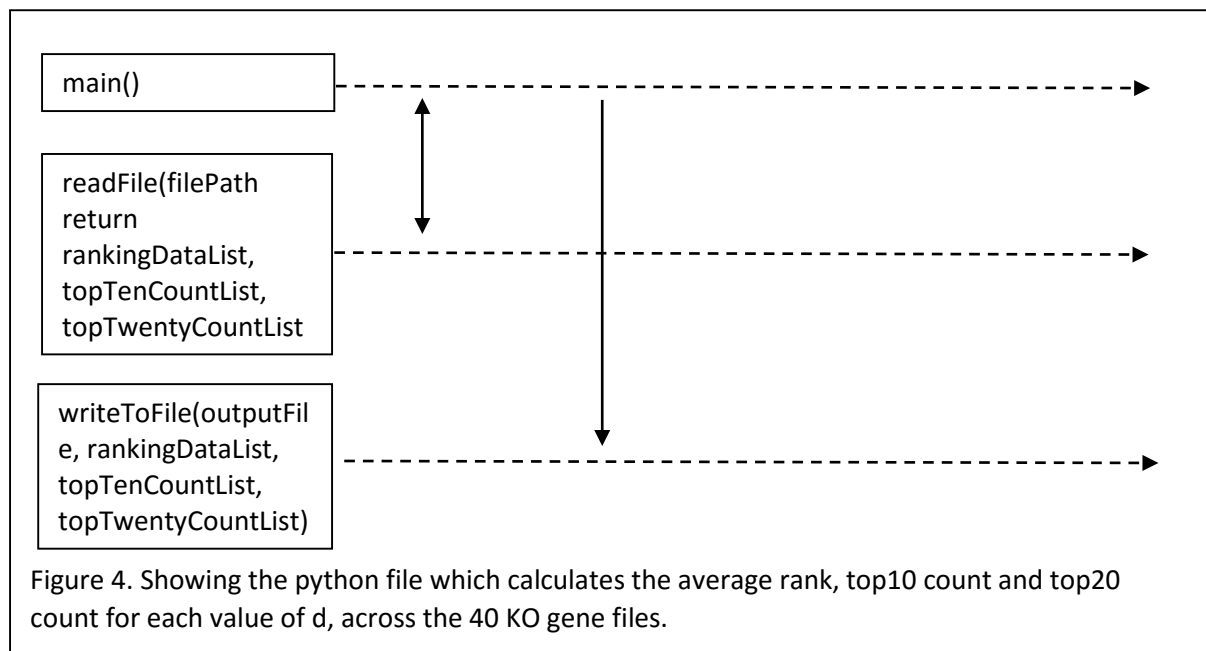 main()
readFile(filePath
return
rankingDataList,
topTenCountList,
topTwentyCountList
writeToFile(outputFil
e, rankingDataList,
topTenCountList,
topTwentyCountList)
Figure 4. Showing the python file which calculates the average rank, top10 count and top20
count for each value of d, across the 40 KO gene files.